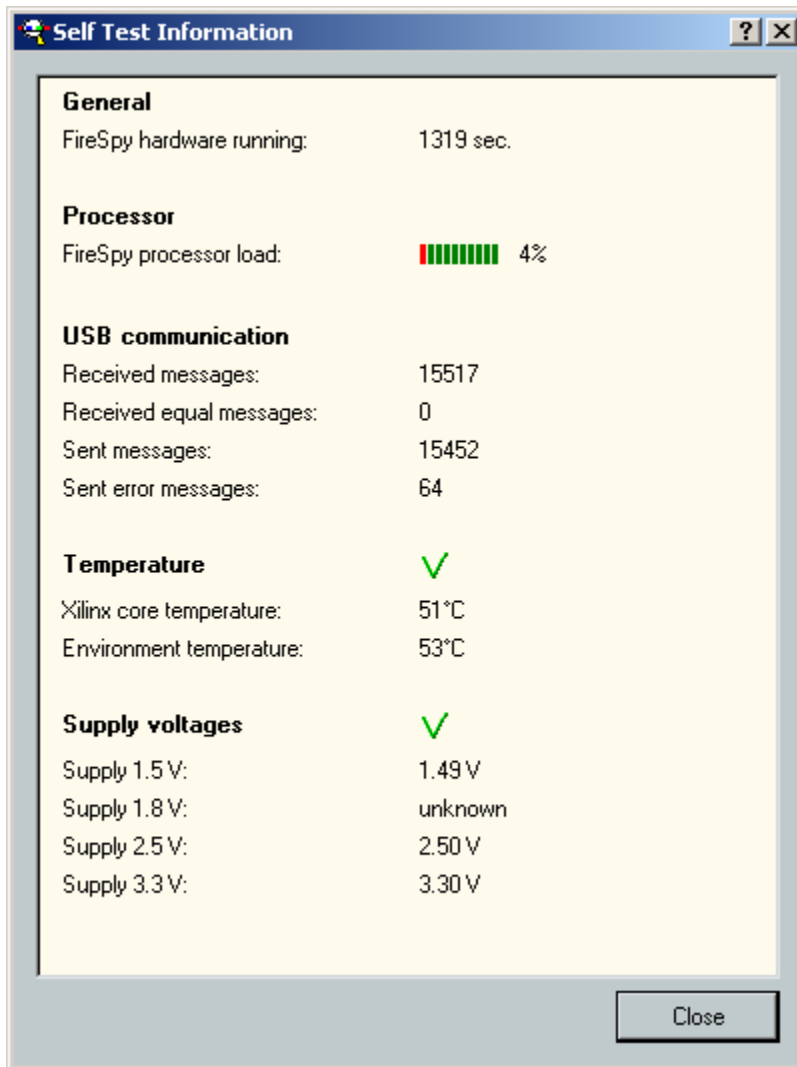 Self Test Information
General
FireSpy hardware running: 1319 sec.
Processor
FireSpy processor load: 4%
USB communication
Received messages: 15517
Received equal messages: 0
Sent messages: 15452
Sent error messages: 64
Temperature
Xilinx core temperature: 51°C
Environment temperature: 53°C
Supply voltages
Supply 1.5 V: 1.49 V
Supply 1.8 V: unknown
Supply 2.5 V: 2.50 V
Supply 3.3 V: 3.30 V
Close